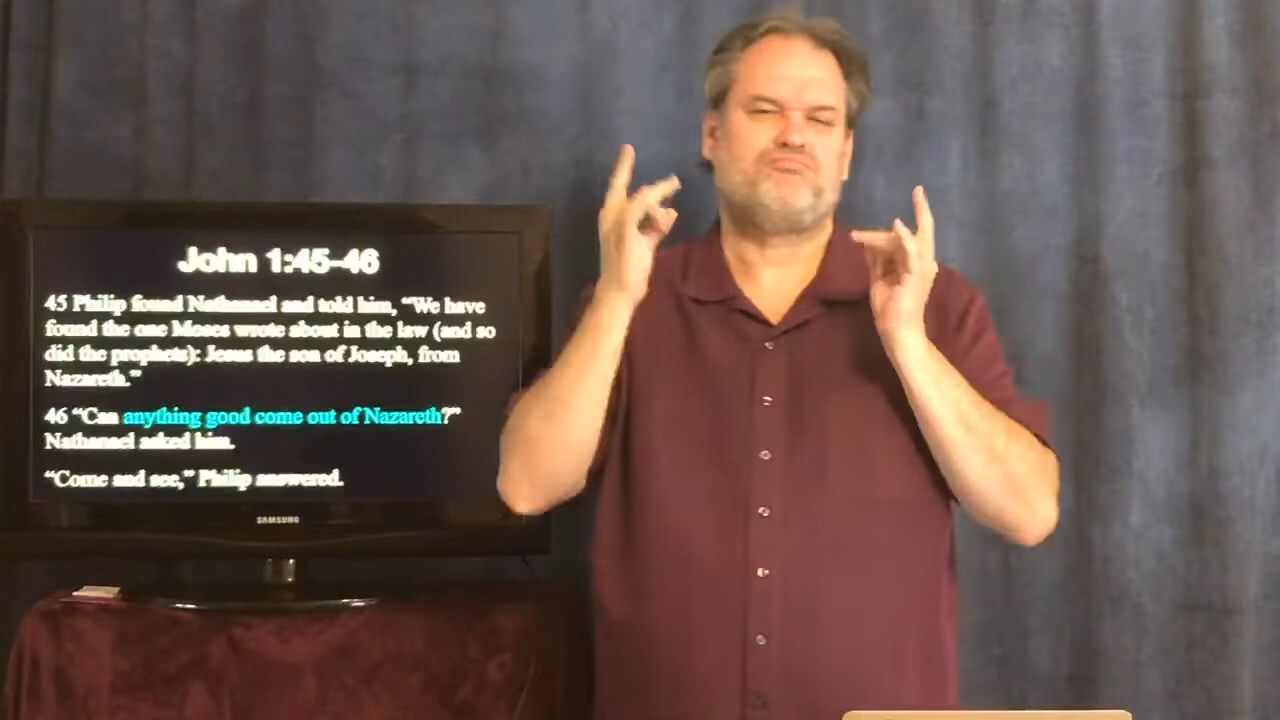 John 1:45-46
45 Philip found Nathannel and told him, “We have
found the one Moses wrote about in the law (and so
did the prophets): Jesus the son of Joseph, from
Nazareth.”
46 “Can anything good come out of Nazareth?”
Nathannel asked him.
“Come and see,” Philip answered.
SAMSUNG